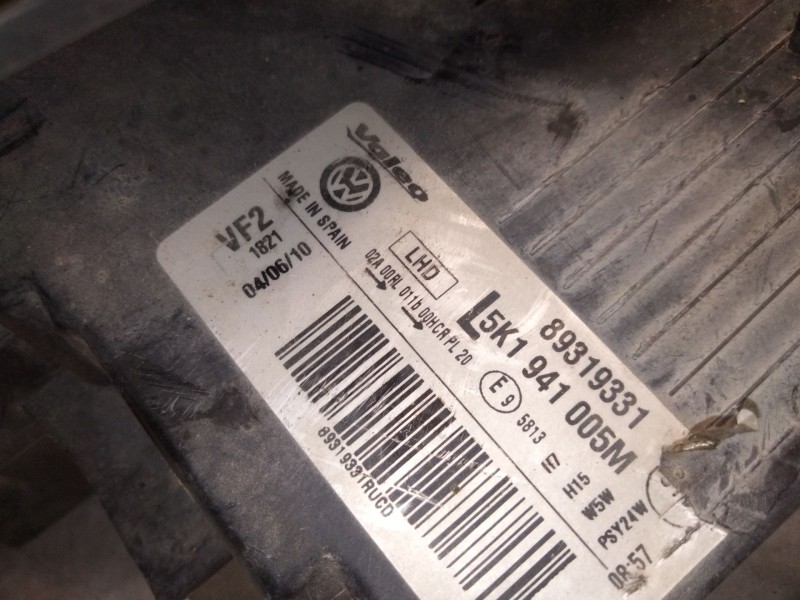 Valeo
MADE IN SPAIN
VF2
1821
04/06/10
LHD
02A 00RL 011b 00HCR PL 20
89319331
L 5K1 941 005M
E 9
5813
H15
W5W
PSY24W
08:57
89319331RUCD